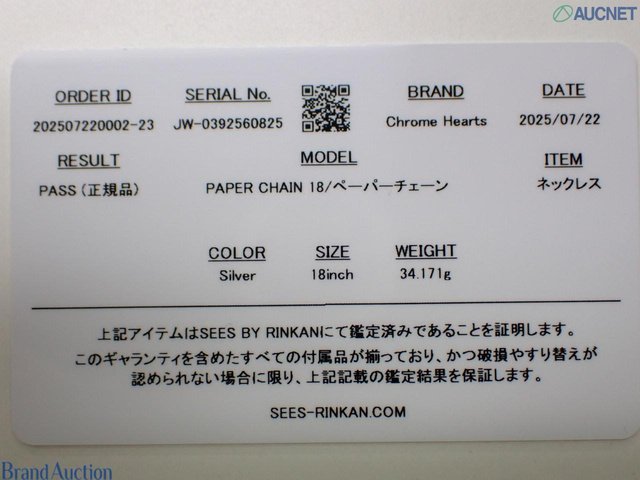 AUCNET
ORDER ID SERIAL No. BRAND DATE
202507220002-23 JW-0392560825 Chrome Hearts 2025/07/22
RESULT MODEL ITEM
PASS (正規品) PAPER CHAIN 18/ペーパーチェーン ネックレス
COLOR SIZE WEIGHT
Silver 18inch 34.171g
上記アイテムはSEES BY RINKANにて鑑定済みであることを証明します。
このギャランティを含めたすべての付属品が揃っており、かつ破損やすり替えが
認められない場合に限り、上記記載の鑑定結果を保証します。
SEES-RINKAN.COM
BrandAuction